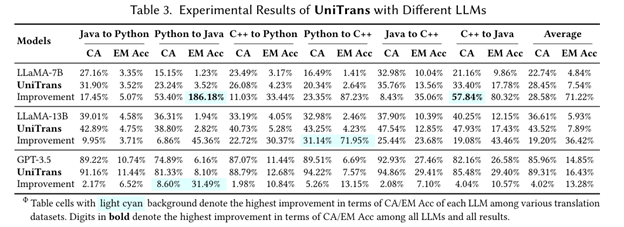 Table 3. Experimental Results of UniTrans with Different LLMs
Models Java to Python Python to Java C++ to Python Python to C++ Java to C++ C++ to Java Average
CA EM Acc CA EM Acc CA EM Acc CA EM Acc CA EM Acc CA EM Acc CA EM Acc
LLaMA-7B 27.16% 3.35% 15.15% 1.23% 23.49% 3.17% 16.49% 1.41% 32.98% 10.04% 21.16% 9.86% 22.74% 4.84%
UniTrans 31.90% 3.52% 23.24% 3.52% 26.08% 4.23% 20.34% 2.64% 35.76% 13.56% 33.40% 17.78% 28.45% 7.54%
Improvement 17.45% 5.07% 53.40% 186.18% 11.03% 33.44% 23.35% 87.23% 8.43% 35.06% 57.84% 80.32% 28.58% 71.22%
LLaMA-13B 39.01% 4.58% 36.31% 1.94% 33.19% 4.05% 32.98% 2.46% 37.90% 10.39% 40.25% 12.15% 36.61% 5.93%
UniTrans 42.89% 4.75% 38.80% 2.82% 40.73% 5.28% 43.25% 4.23% 47.54% 12.85% 47.93% 17.43% 43.52% 7.89%
Improvement 9.95% 3.71% 6.86% 45.36% 22.72% 30.37% 31.14% 71.95% 25.44% 23.68% 19.08% 43.46% 19.20% 36.42%
GPT-3.5 89.22% 10.74% 74.89% 6.16% 87.07% 11.44% 89.51% 6.69% 92.93% 27.46% 82.16% 26.58% 85.96% 14.85%
UniTrans 91.16% 11.44% 81.33% 8.10% 88.79% 12.68% 94.22% 7.57% 94.86% 29.41% 85.48% 29.40% 89.31% 16.43%
Improvement 2.17% 6.52% 8.60% 31.49% 1.98% 10.84% 5.26% 13.15% 2.08% 7.10% 4.04% 10.57% 4.02% 13.28%
Φ Table cells with light cyan background denote the highest improvement in terms of CA/EM Acc of each LLM among various translation
datasets. Digits in bold denote the highest improvement in terms of CA/EM Acc among all LLMs and all results.